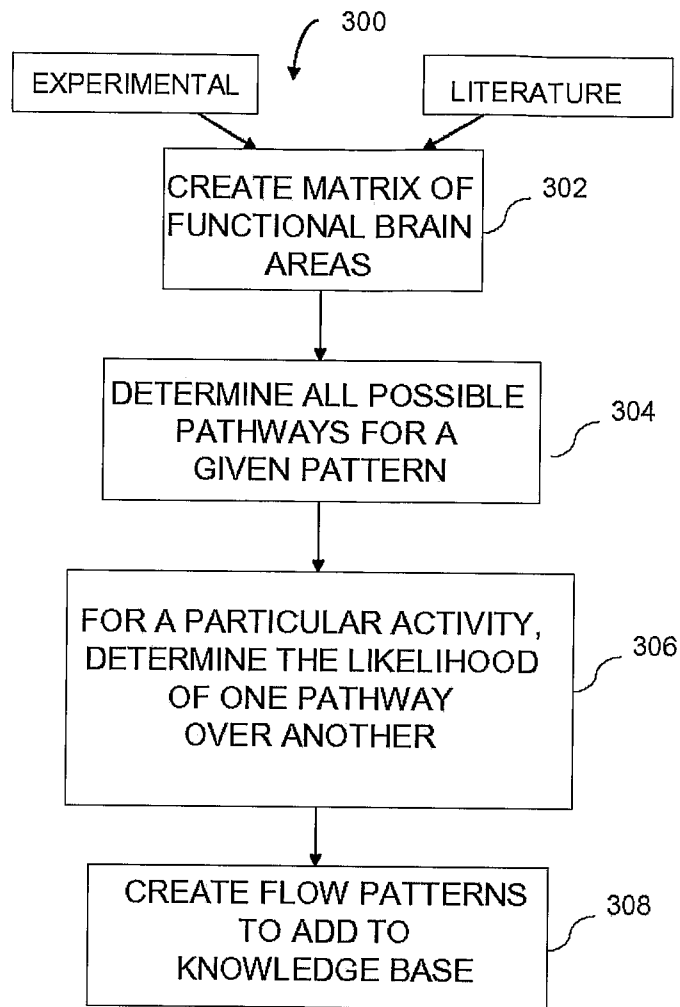 300
EXPERIMENTAL
LITERATURE
CREATE MATRIX OF
FUNCTIONAL BRAIN
AREAS
302
DETERMINE ALL POSSIBLE
PATHWAYS FOR A
GIVEN PATTERN
304
FOR A PARTICULAR ACTIVITY,
DETERMINE THE LIKELIHOOD
OF ONE PATHWAY
OVER ANOTHER
306
CREATE FLOW PATTERNS
TO ADD TO
KNOWLEDGE BASE
308